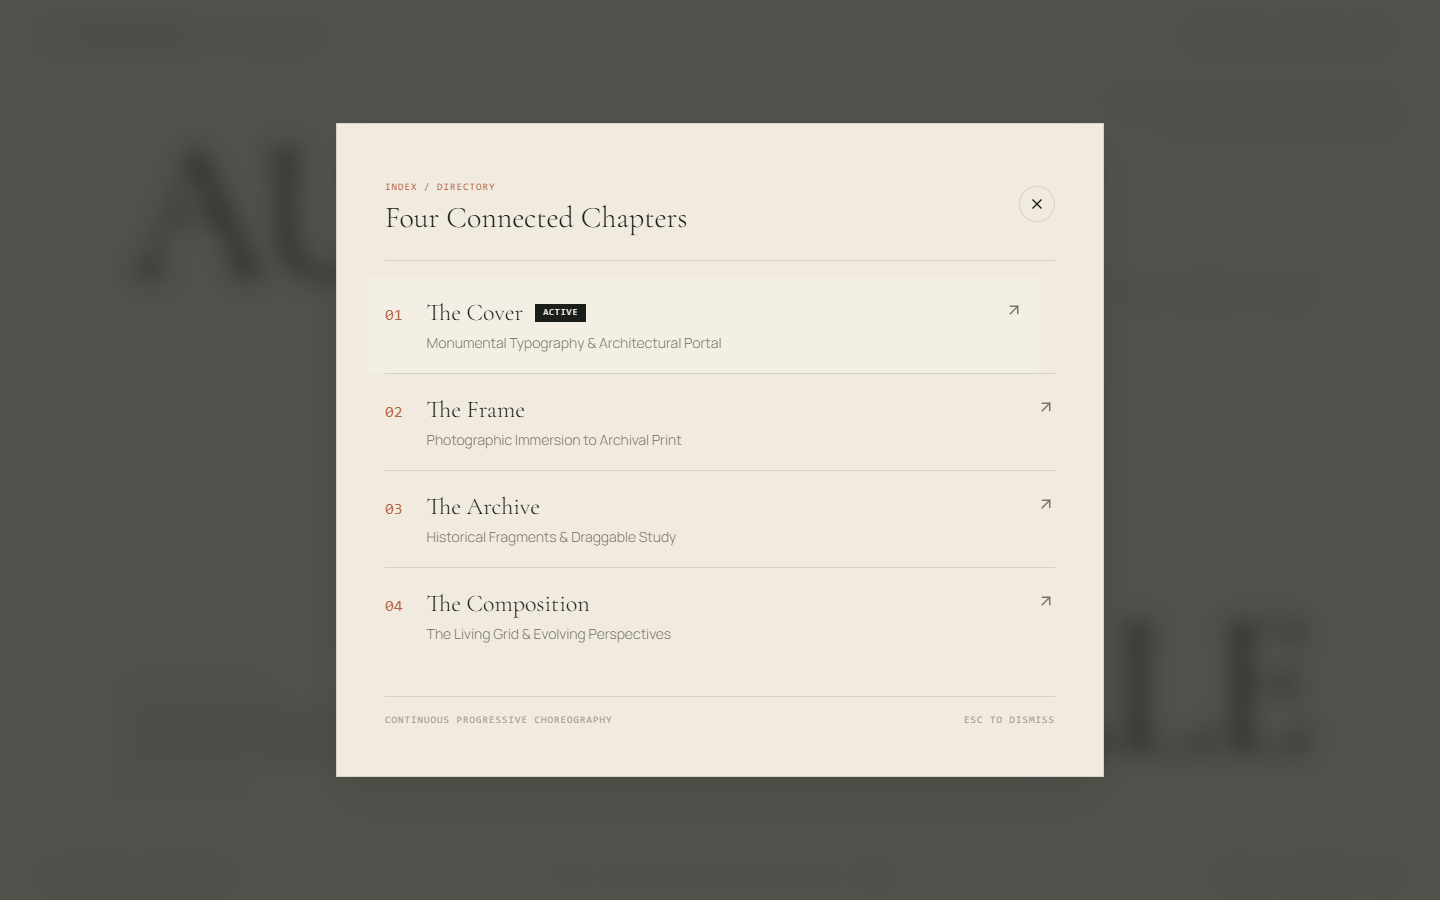 INDEX / DIRECTORY
Four Connected Chapters
01 The Cover ACTIVE
Monumental Typography & Architectural Portal
02 The Frame
Photographic Immersion to Archival Print
03 The Archive
Historical Fragments & Draggable Study
04 The Composition
The Living Grid & Evolving Perspectives
CONTINUOUS PROGRESSIVE CHOREOGRAPHY
ESC TO DISMISS
AU
LE